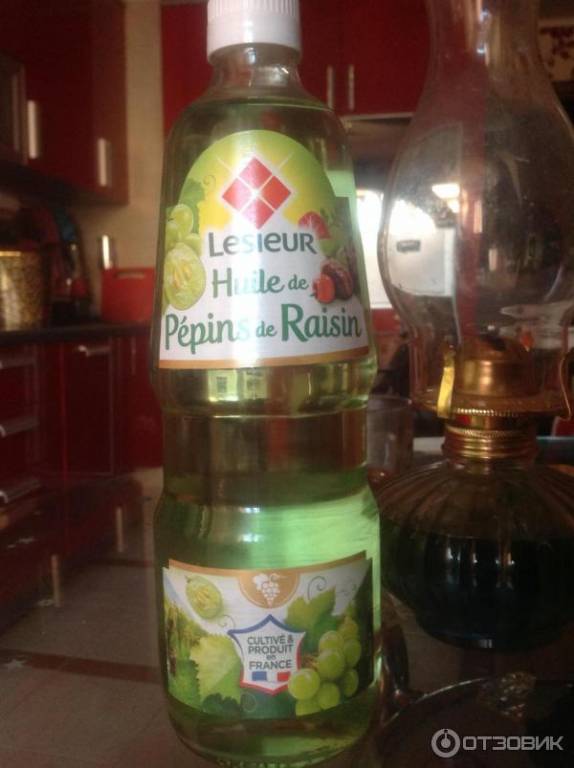 Lesieur
Huile de
Pépins de Raisin
CULTIVÉ &
PRODUIT
en
FRANCE
ОТЗОВИК